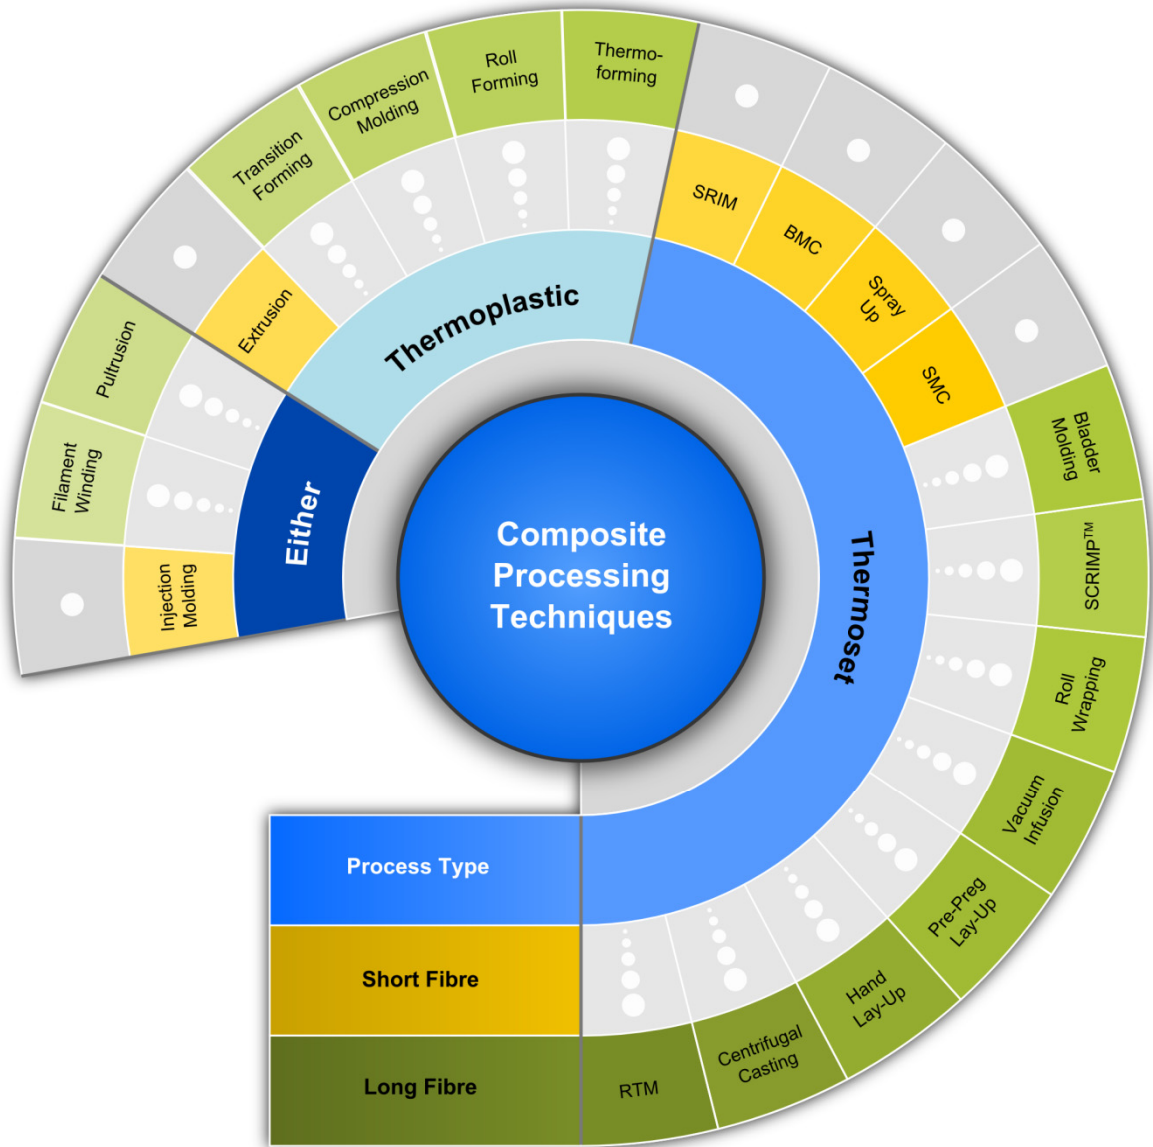 Composite
Processing
Techniques
Process Type
Short Fibre
Long Fibre
Either
Injection
Molding
Filament
Winding
Pultrusion
Thermoplastic
Extrusion
Transition
Forming
Compression
Molding
Roll
Forming
Thermo-
forming
Thermoset
SRIM
BMC
Spray
Up
SMC
Bladder
Molding
SCRIMP™
Roll
Wrapping
Vacuum
Infusion
Pre-Preg
Lay-Up
Hand
Lay-Up
Centrifugal
Casting
RTM